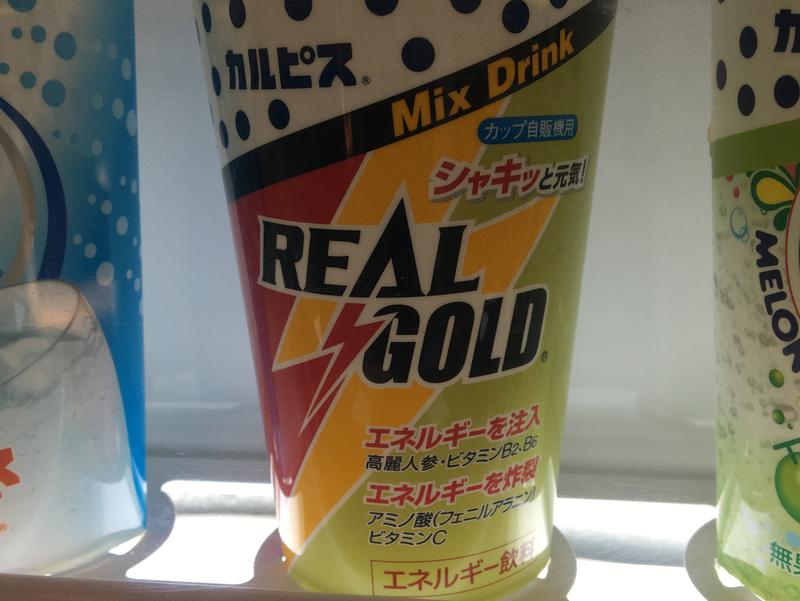 カルピス®
Mix Drink
カップ自販機用
シャキッと元気!
REAL
GOLD®
エネルギーを注入
高麗人参・ビタミンB2、B6
エネルギーを炸裂
アミノ酸(フェニルアラニン)
ビタミンC
エネルギー飲料
MELON